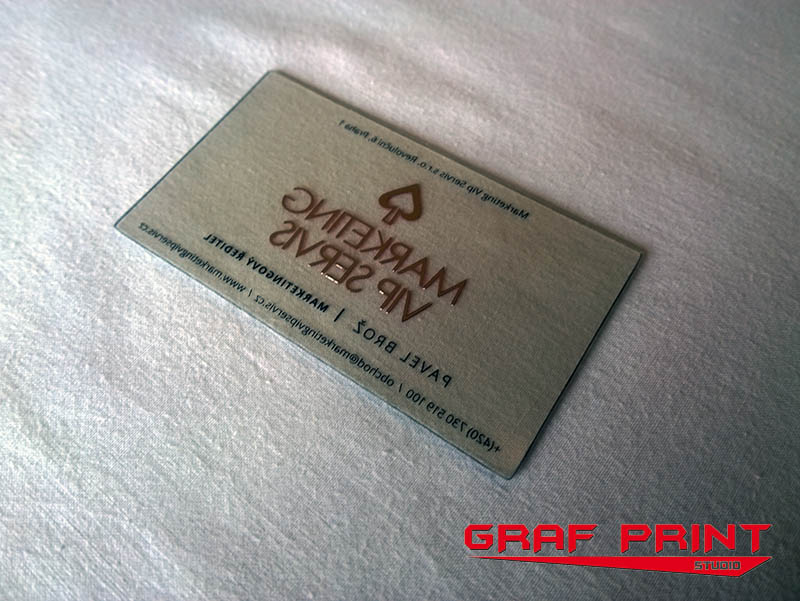 Marketing Vip Servis s.r.o. Revoluční 6, Praha 1
MARKETING
VIP SERVIS
PAVEL BROŽ | MARKETINGOVÝ ŘEDITEL
+(420) 730 519 100 / obchod@marketingvipservis.cz / www.marketingvipservis.cz
GRAF PRINT
STUDIO